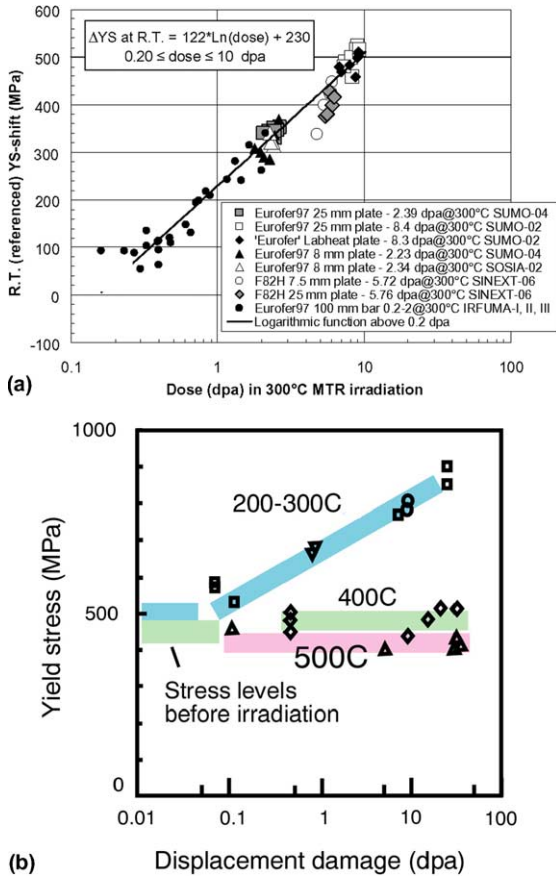 600
ΔYS at R.T. = 122*Ln(dose) + 230
0.20 ≤ dose ≤ 10 dpa
500
400
300
200
100
0
-100
R.T. (referenced) YS-shift (MPa)
Eurofer97 25 mm plate - 2.39 dpa@300°C SUMO-04
Eurofer97 25 mm plate - 8.4 dpa@300°C SUMO-02
'Eurofer' Labheat plate - 8.3 dpa@300°C SUMO-02
Eurofer97 8 mm plate - 2.23 dpa@300°C SUMO-04
Eurofer97 8 mm plate - 2.34 dpa@300°C SOSIA-02
F82H 7.5 mm plate - 5.72 dpa@300°C SINEXT-06
F82H 25 mm plate - 5.76 dpa@300°C SINEXT-06
Eurofer97 100 mm bar 0.2-2@300°C IRFUMA-I, II, III
Logarithmic function above 0.2 dpa
0.1 1 10 100
(a) Dose (dpa) in 300°C MTR irradiation
1000
500
0
Yield stress (MPa)
200-300C
400C
500C
Stress levels
before irradiation
0.01 0.1 1 10 100
(b) Displacement damage (dpa)